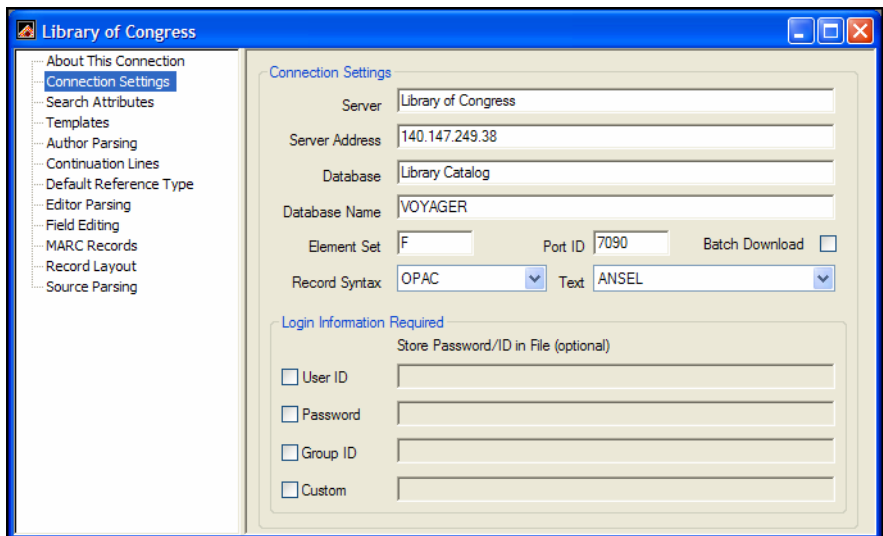 Library of Congress
About This Connection
Connection Settings
Search Attributes
Templates
Author Parsing
Continuation Lines
Default Reference Type
Editor Parsing
Field Editing
MARC Records
Record Layout
Source Parsing
Connection Settings
Server Library of Congress
Server Address 140.147.249.38
Database Library Catalog
Database Name VOYAGER
Element Set F Port ID 7090 Batch Download
Record Syntax OPAC Text ANSEL
Login Information Required
Store Password/ID in File (optional)
User ID
Password
Group ID
Custom